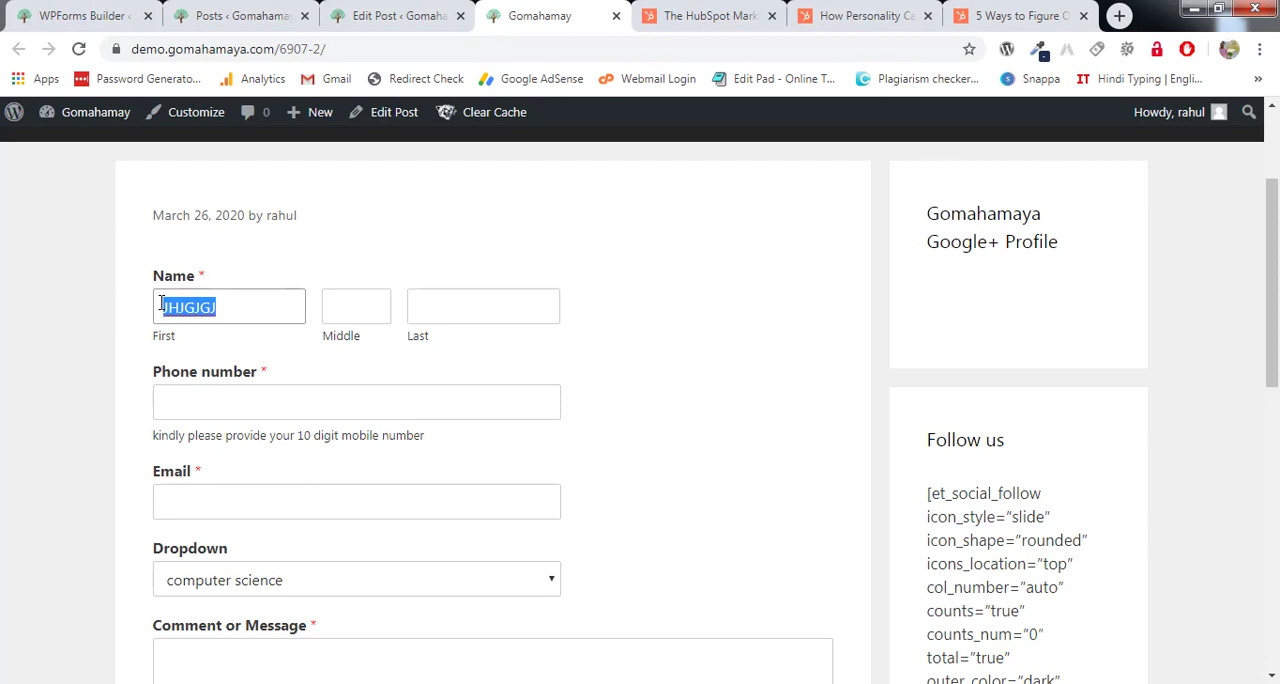 WPForms Builder ‹
Posts ‹ Gomahamay
Edit Post ‹ Gomaha
Gomahamay
The HubSpot Mark
How Personality Ca
5 Ways to Figure O
demo.gomahamaya.com/6907-2/
Apps
Password Generato...
Analytics
Gmail
Redirect Check
Google AdSense
Webmail Login
Edit Pad - Online T...
Plagiarism checker...
Snappa
Hindi Typing | Engli...
»
Gomahamay
Customize
0
New
Edit Post
Clear Cache
Howdy, rahul
March 26, 2020 by rahul
Name *
JHJGJGJ
First
Middle
Last
Phone number *
kindly please provide your 10 digit mobile number
Email *
Dropdown
computer science
Comment or Message *
Gomahamaya
Google+ Profile
Follow us
[et_social_follow
icon_style=”slide”
icon_shape=”rounded”
icons_location=”top”
col_number=”auto”
counts=”true”
counts_num=”0″
total=”true”
outer_color=”dark”